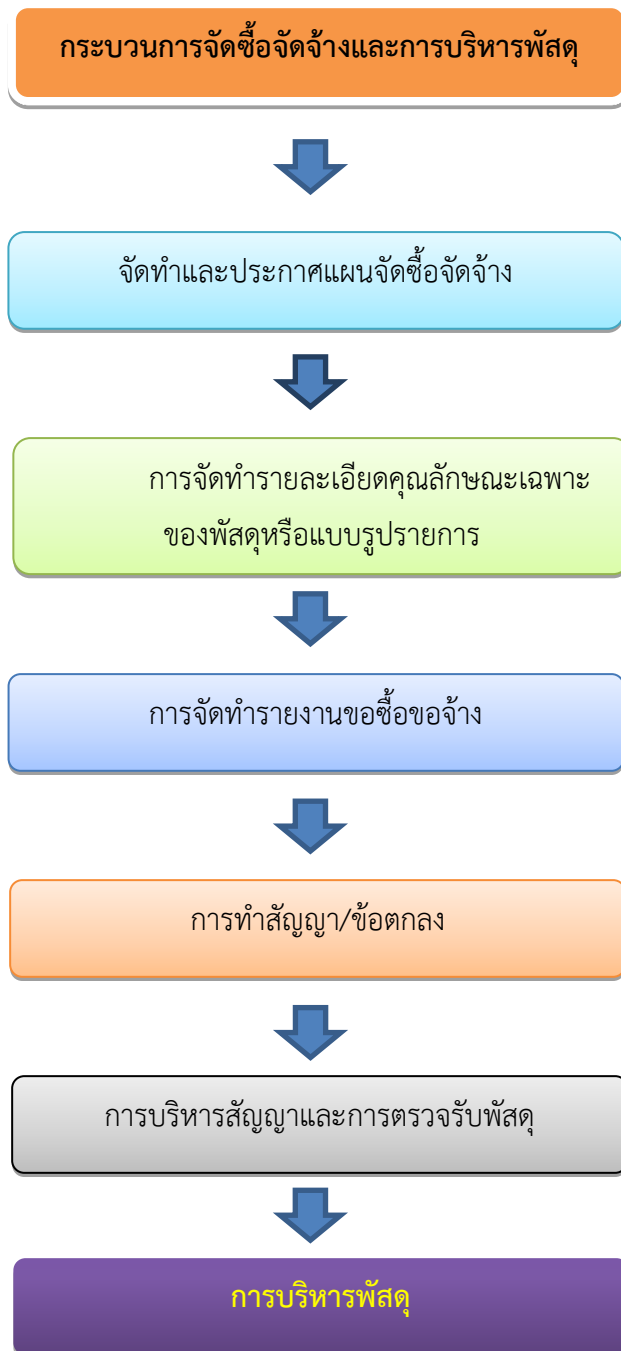 กระบวนการจัดซื้อจัดจ้างและการบริหารพัสดุ
จัดทำและประกาศแผนจัดซื้อจัดจ้าง
การจัดทำรายละเอียดคุณลักษณะเฉพาะ
ของพัสดุหรือแบบรูปรายการ
การจัดทำรายงานขอซื้อขอจ้าง
การทำสัญญา/ข้อตกลง
การบริหารสัญญาและการตรวจรับพัสดุ
การบริหารพัสดุ